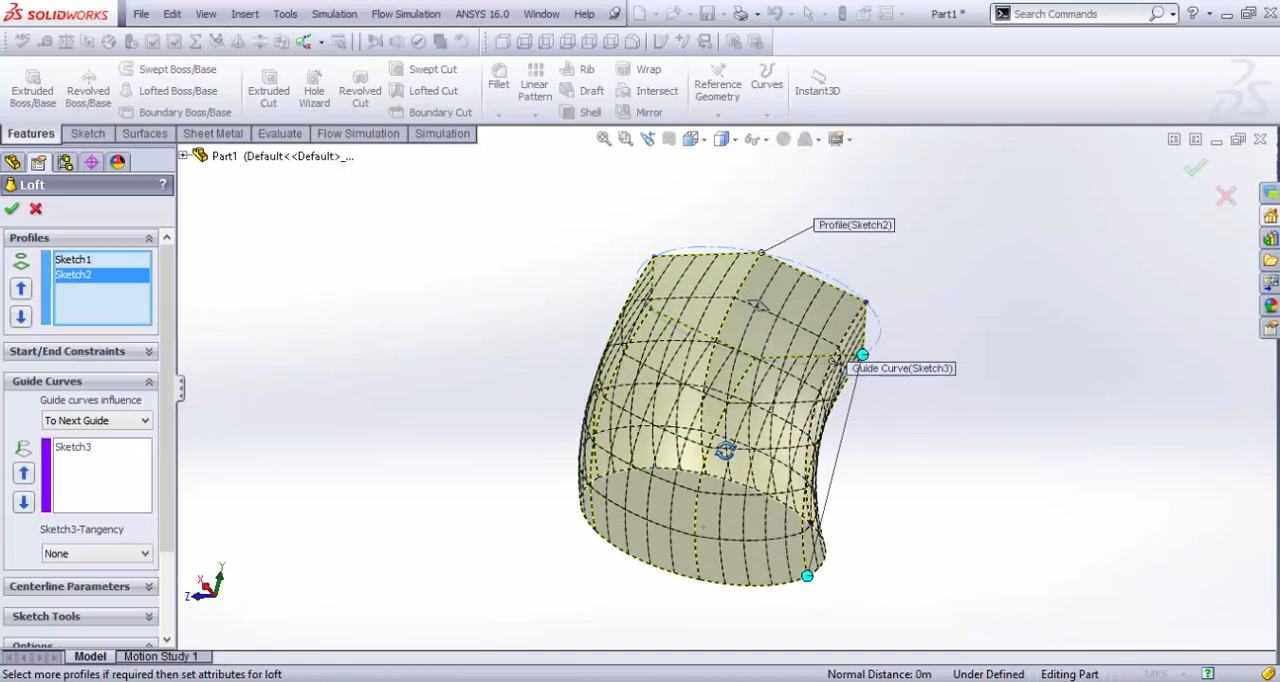 SOLIDWORKS File Edit View Insert Tools Simulation Flow Simulation ANSYS 16.0 Window Help Part1 * Search Commands
Extruded Boss/Base
Revolved Boss/Base
Swept Boss/Base
Lofted Boss/Base
Boundary Boss/Base
Extruded Cut
Hole Wizard
Revolved Cut
Swept Cut
Lofted Cut
Boundary Cut
Fillet
Linear Pattern
Rib
Draft
Shell
Wrap
Intersect
Mirror
Reference Geometry
Curves
Instant3D
Features Sketch Surfaces Sheet Metal Evaluate Flow Simulation Simulation
Part1 (Default<<Default>_...
Loft ?
Profiles
Sketch1
Sketch2
Start/End Constraints
Guide Curves
Guide curves influence
To Next Guide
Sketch3
Sketch3-Tangency
None
Centerline Parameters
Sketch Tools
Options
Profile(Sketch2)
Guide Curve(Sketch3)
Y
X
Z
Model Motion Study 1
Select more profiles if required then set attributes for loft Normal Distance: 0m Under Defined Editing Part MKS ?